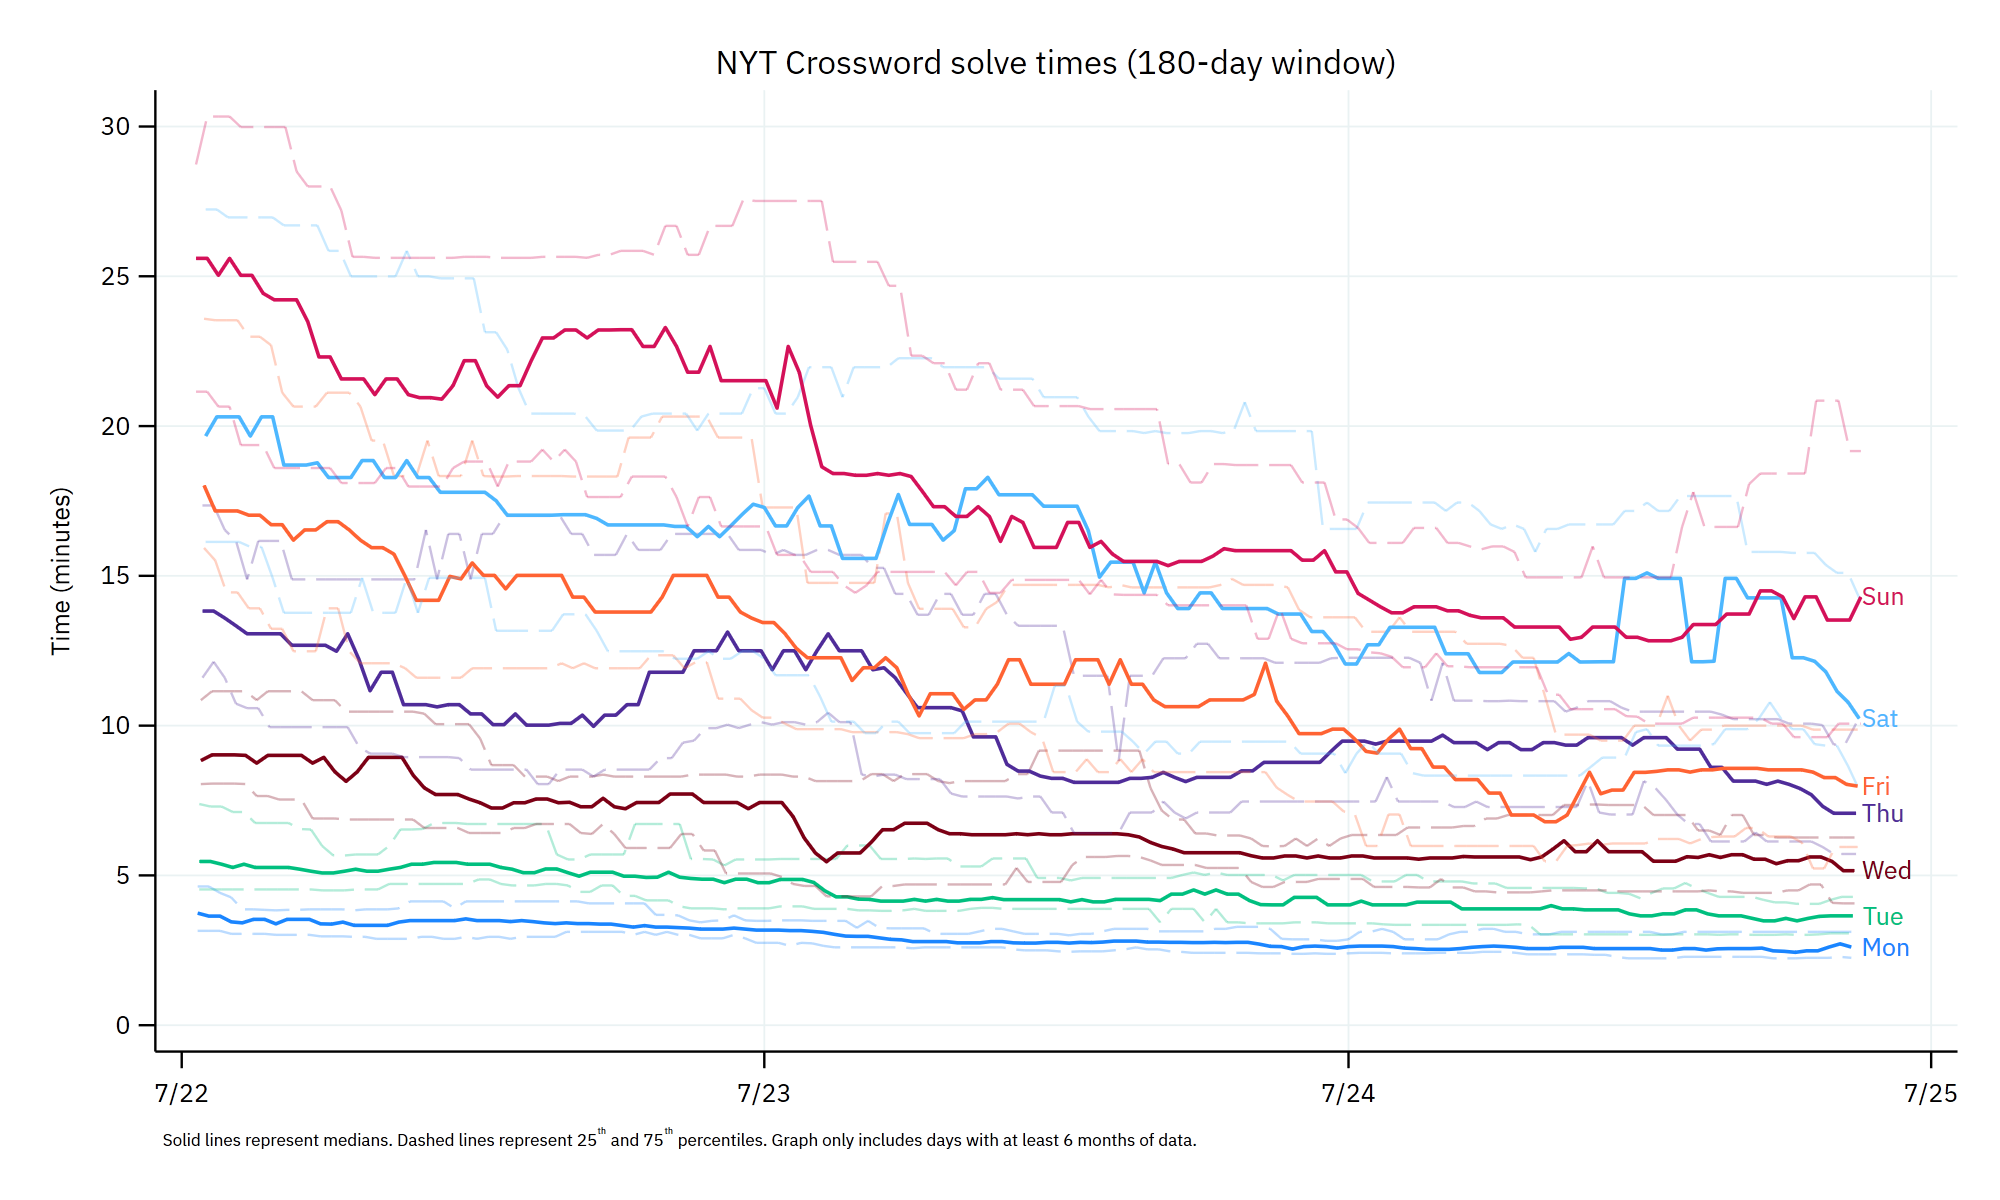 NYT Crossword solve times (180-day window)
30
25
20
15
10
5
0
Time (minutes)
Sun
Sat
Fri
Thu
Wed
Tue
Mon
7/22
7/23
7/24
7/25
Solid lines represent medians. Dashed lines represent 25th and 75th percentiles. Graph only includes days with at least 6 months of data.